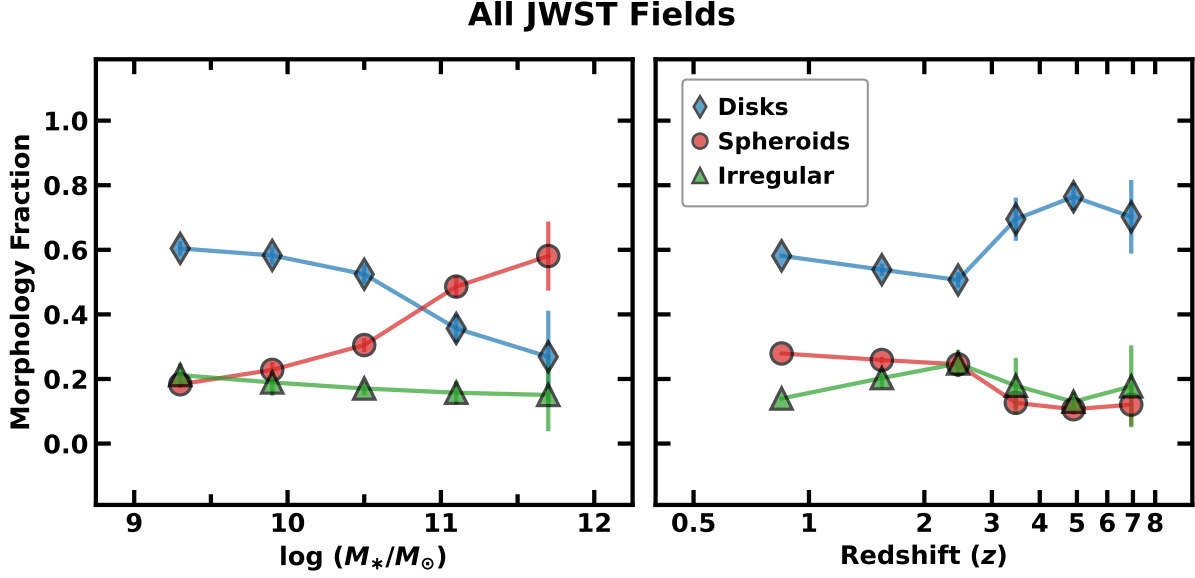 All JWST Fields
Morphology Fraction
1.0
0.8
0.6
0.4
0.2
0.0
9 10 11 12
log (M∗/M⊙)
Disks
Spheroids
Irregular
0.5 1 2 3 4 5 6 7 8
Redshift (z)